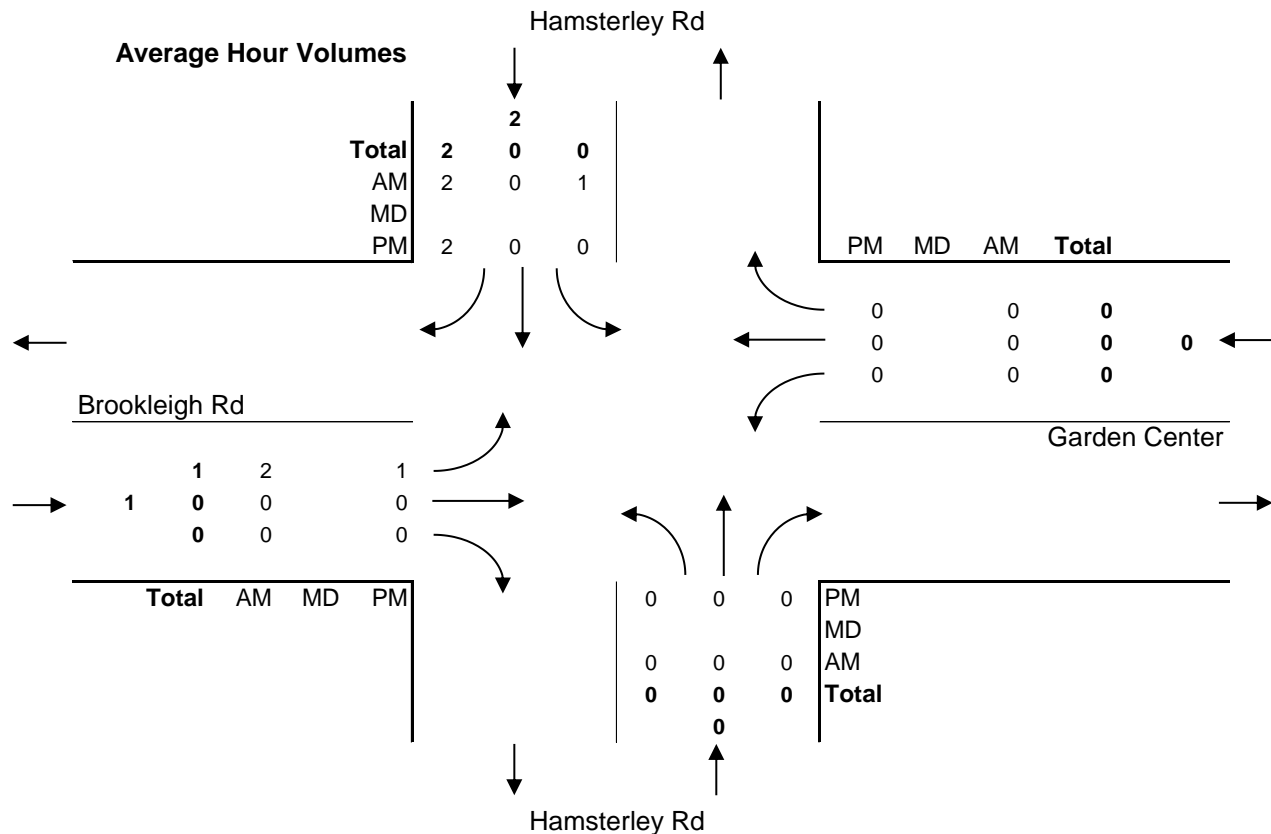 Hamsterley Rd
Average Hour Volumes
2
Total 2 0 0
AM 2 0 1
MD
PM 2 0 0
PM MD AM Total
0 0 0
0 0 0 0
0 0 0
Brookleigh Rd
Garden Center
1 2 1
1 0 0 0
0 0 0
Total AM MD PM
0 0 0 PM
MD
0 0 0 AM
0 0 0 Total
0
Hamsterley Rd